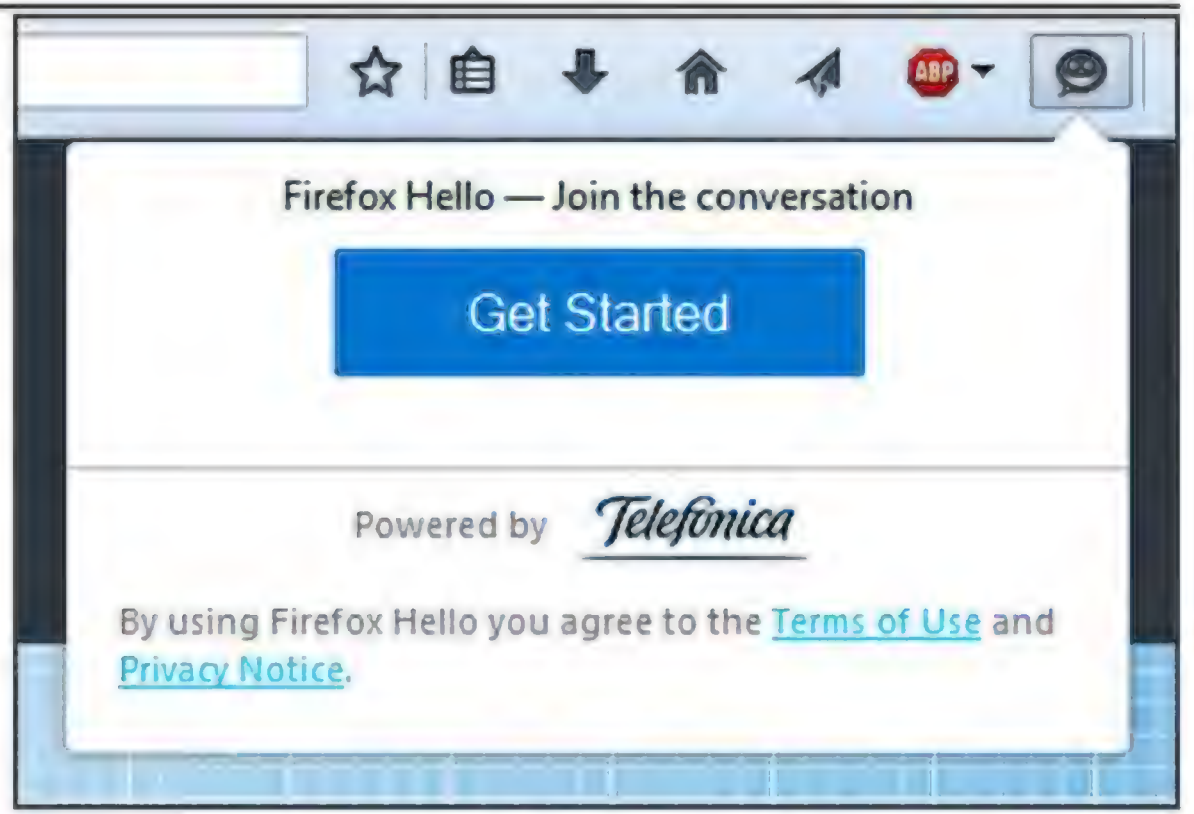 ABP
Firefox Hello — Join the conversation
Get Started
Powered by Telefónica
By using Firefox Hello you agree to the Terms of Use and
Privacy Notice.